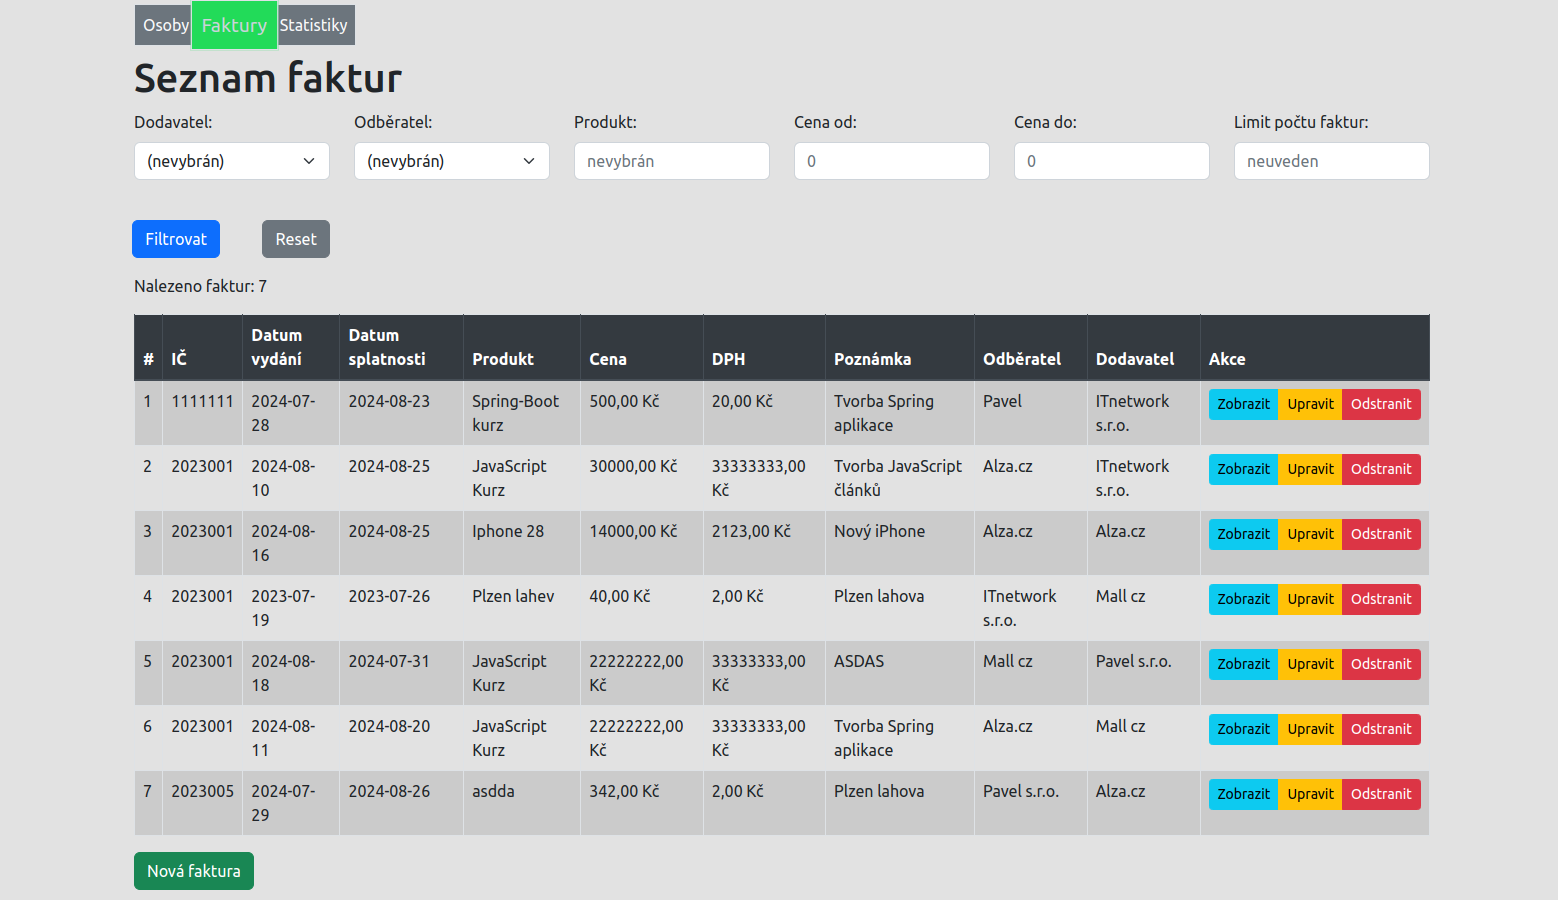 Osoby Faktury Statistiky
Seznam faktur
Dodavatel: Odběratel: Produkt: Cena od: Cena do: Limit počtu faktur:
(nevybrán) (nevybrán) nevybrán 0 0 neuveden
Filtrovat Reset
Nalezeno faktur: 7
# IČ Datum vydání Datum splatnosti Produkt Cena DPH Poznámka Odběratel Dodavatel Akce
1 1111111 2024-07-28 2024-08-23 Spring-Boot kurz 500,00 Kč 20,00 Kč Tvorba Spring aplikace Pavel ITnetwork s.r.o. Zobrazit Upravit Odstranit
2 2023001 2024-08-10 2024-08-25 JavaScript Kurz 30000,00 Kč 33333333,00 Kč Tvorba JavaScript článků Alza.cz ITnetwork s.r.o. Zobrazit Upravit Odstranit
3 2023001 2024-08-16 2024-08-25 Iphone 28 14000,00 Kč 2123,00 Kč Nový iPhone Alza.cz Alza.cz Zobrazit Upravit Odstranit
4 2023001 2023-07-19 2023-07-26 Plzen lahev 40,00 Kč 2,00 Kč Plzen lahova ITnetwork s.r.o. Mall cz Zobrazit Upravit Odstranit
5 2023001 2024-08-18 2024-07-31 JavaScript Kurz 22222222,00 Kč 33333333,00 Kč ASDAS Mall cz Pavel s.r.o. Zobrazit Upravit Odstranit
6 2023001 2024-08-11 2024-08-20 JavaScript Kurz 22222222,00 Kč 33333333,00 Kč Tvorba Spring aplikace Alza.cz Mall cz Zobrazit Upravit Odstranit
7 2023005 2024-07-29 2024-08-26 asdda 342,00 Kč 2,00 Kč Plzen lahova Pavel s.r.o. Alza.cz Zobrazit Upravit Odstranit
Nová faktura